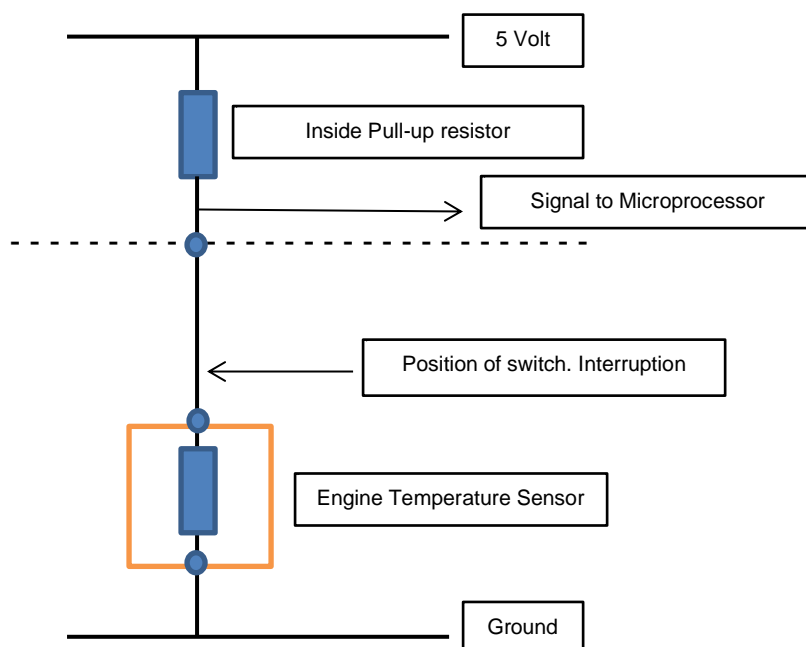 5 Volt
Inside Pull-up resistor
Signal to Microprocessor
Position of switch. Interruption
Engine Temperature Sensor
Ground